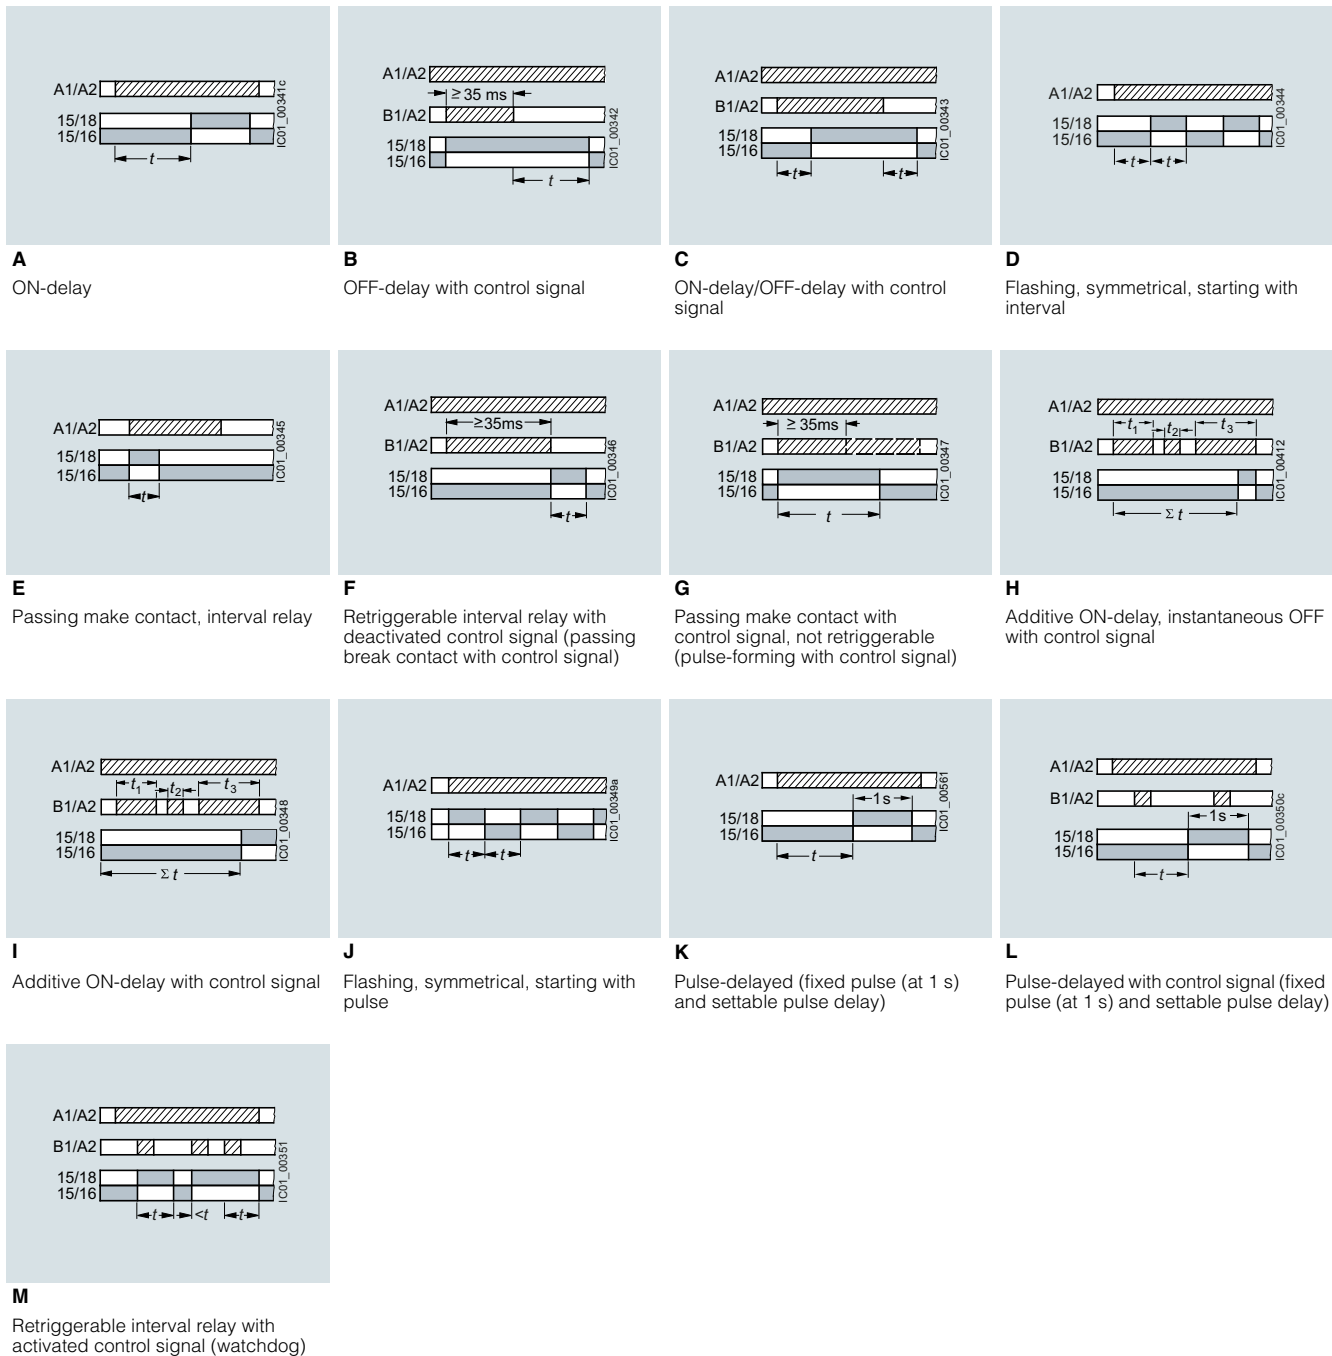 A1/A2
15/18
15/16
t
IC01_00341c
A
ON-delay
A1/A2
≥ 35 ms
B1/A2
15/18
15/16
t
IC01_00342
B
OFF-delay with control signal
A1/A2
B1/A2
15/18
15/16
t t
IC01_00343
C
ON-delay/OFF-delay with control
signal
A1/A2
15/18
15/16
t t
IC01_00344
D
Flashing, symmetrical, starting with
interval
A1/A2
15/18
15/16
t
IC01_00345
E
Passing make contact, interval relay
A1/A2
≥35ms
B1/A2
15/18
15/16
t
IC01_00346
F
Retriggerable interval relay with
deactivated control signal (passing
break contact with control signal)
A1/A2
≥ 35ms
B1/A2
15/18
15/16
t
IC01_00347
G
Passing make contact with
control signal, not retriggerable
(pulse-forming with control signal)
A1/A2
t1 t2 t3
B1/A2
15/18
15/16
Σ t
IC01_00412
H
Additive ON-delay, instantaneous OFF
with control signal
A1/A2
t1 t2 t3
B1/A2
15/18
15/16
Σ t
IC01_00348
I
Additive ON-delay with control signal
A1/A2
15/18
15/16
t t
IC01_00349a
J
Flashing, symmetrical, starting with
pulse
A1/A2
1s
15/18
15/16
t
IC01_00561
K
Pulse-delayed (fixed pulse (at 1 s)
and settable pulse delay)
A1/A2
B1/A2
1s
15/18
15/16
t
IC01_00350c
L
Pulse-delayed with control signal (fixed
pulse (at 1 s) and settable pulse delay)
A1/A2
B1/A2
15/18
15/16
t <t t
IC01_00351
M
Retriggerable interval relay with
activated control signal (watchdog)